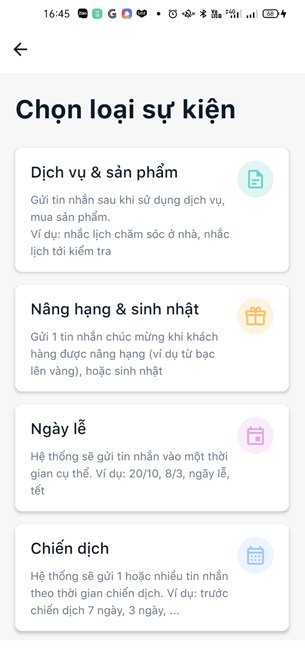 16:45
Chọn loại sự kiện
Dịch vụ & sản phẩm
Gửi tin nhắn sau khi sử dụng dịch vụ,
mua sản phẩm.
Ví dụ: nhắc lịch chăm sóc ở nhà, nhắc
lịch tới kiểm tra
Nâng hạng & sinh nhật
Gửi 1 tin nhắn chúc mừng khi khách
hàng được nâng hạng (ví dụ từ bạc
lên vàng), hoặc sinh nhật
Ngày lễ
Hệ thống sẽ gửi tin nhắn vào một thời
gian cụ thể. Ví dụ: 20/10, 8/3, ngãy lễ,
tết
Chiến dịch
Hệ thống sẽ gửi 1 hoặc nhiều tin nhắn
theo thời gian chiến dịch. Ví dụ: trước
chiến dịch 7 ngày, 3 ngày, ...